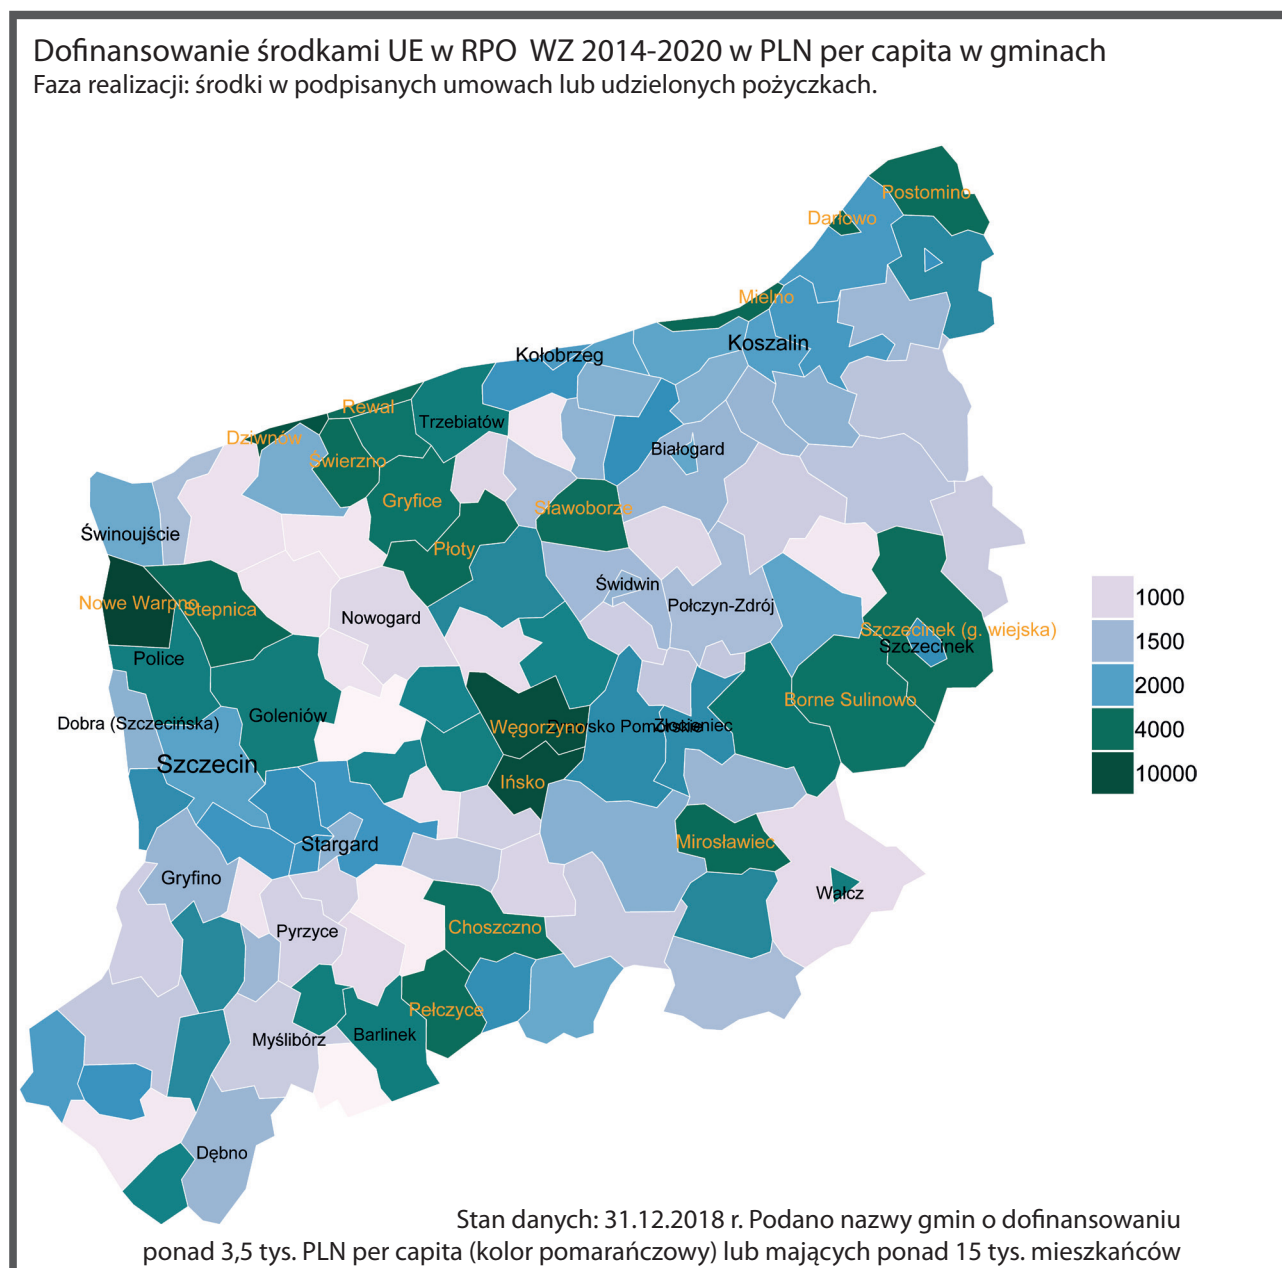 Dofinansowanie środkami UE w RPO WZ 2014-2020 w PLN per capita w gminach
Faza realizacji: środki w podpisanych umowach lub udzielonych pożyczkach.
Postomino
Darłowo
Mielno
Koszalin
Kołobrzeg
Rewal
Trzebiatów
Dziwnów
Świerzno
Białogard
Gryfice
Sławoborze
Świnoujście
Płoty
Nowe Warpno
Stepnica
Świdwin
Połczyn-Zdrój
Nowogard
Szczecinek (g. wiejska)
Szczecinek
Police
Borne Sulinowo
Goleniów
Dobra (Szczecińska)
Węgorzyno
Drawsko Pomorskie
Złocieniec
Szczecin
Ińsko
Stargard
Mirosławiec
Gryfino
Wałcz
Pyrzyce
Choszczno
Pełczyce
Myślibórz
Barlinek
Dębno
1000
1500
2000
4000
10000
Stan danych: 31.12.2018 r. Podano nazwy gmin o dofinansowaniu
ponad 3,5 tys. PLN per capita (kolor pomarańczowy) lub mających ponad 15 tys. mieszkańców